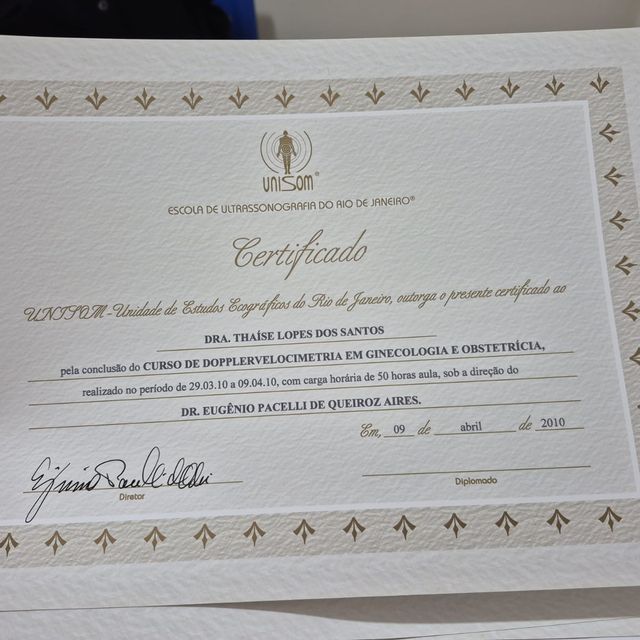 UNISOM®
ESCOLA DE ULTRASSONOGRAFIA DO RIO DE JANEIRO®
Certificado
UNISOM-Unidade de Estudos Ecográficos do Rio de Janeiro, outorga o presente certificado ao
DRA. THAÍSE LOPES DOS SANTOS
pela conclusão do CURSO DE DOPPLERVELOCIMETRIA EM GINECOLOGIA E OBSTETRÍCIA,
realizado no período de 29.03.10 a 09.04.10, com carga horária de 50 horas aula, sob a direção do
DR. EUGÊNIO PACELLI DE QUEIROZ AIRES.
Em, 09 de abril de 2010
Diretor
Diplomado